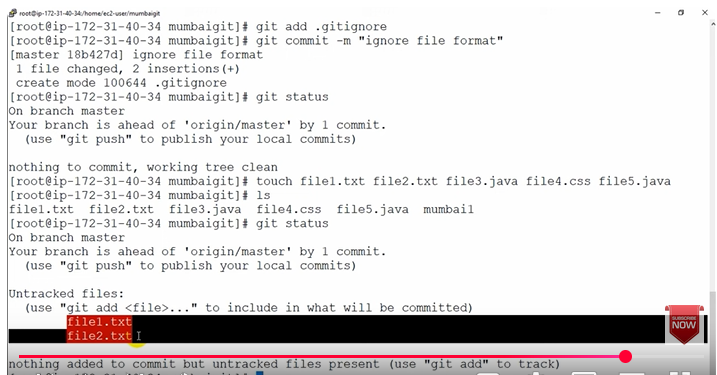 root@ip-172-31-40-34:/home/ec2-user/mumbaigit
[root@ip-172-31-40-34 mumbaigit]# git add .gitignore
[root@ip-172-31-40-34 mumbaigit]# git commit -m "ignore file format"
[master 18b427d] ignore file format
1 file changed, 2 insertions(+)
create mode 100644 .gitignore
[root@ip-172-31-40-34 mumbaigit]# git status
On branch master
Your branch is ahead of 'origin/master' by 1 commit.
(use "git push" to publish your local commits)
nothing to commit, working tree clean
[root@ip-172-31-40-34 mumbaigit]# touch file1.txt file2.txt file3.java file4.css file5.java
[root@ip-172-31-40-34 mumbaigit]# ls
file1.txt file2.txt file3.java file4.css file5.java mumbai1
[root@ip-172-31-40-34 mumbaigit]# git status
On branch master
Your branch is ahead of 'origin/master' by 1 commit.
(use "git push" to publish your local commits)
Untracked files:
(use "git add <file>..." to include in what will be committed)
file1.txt
file2.txt
SUBSCRIBE
NOW
nothing added to commit but untracked files present (use "git add" to track)